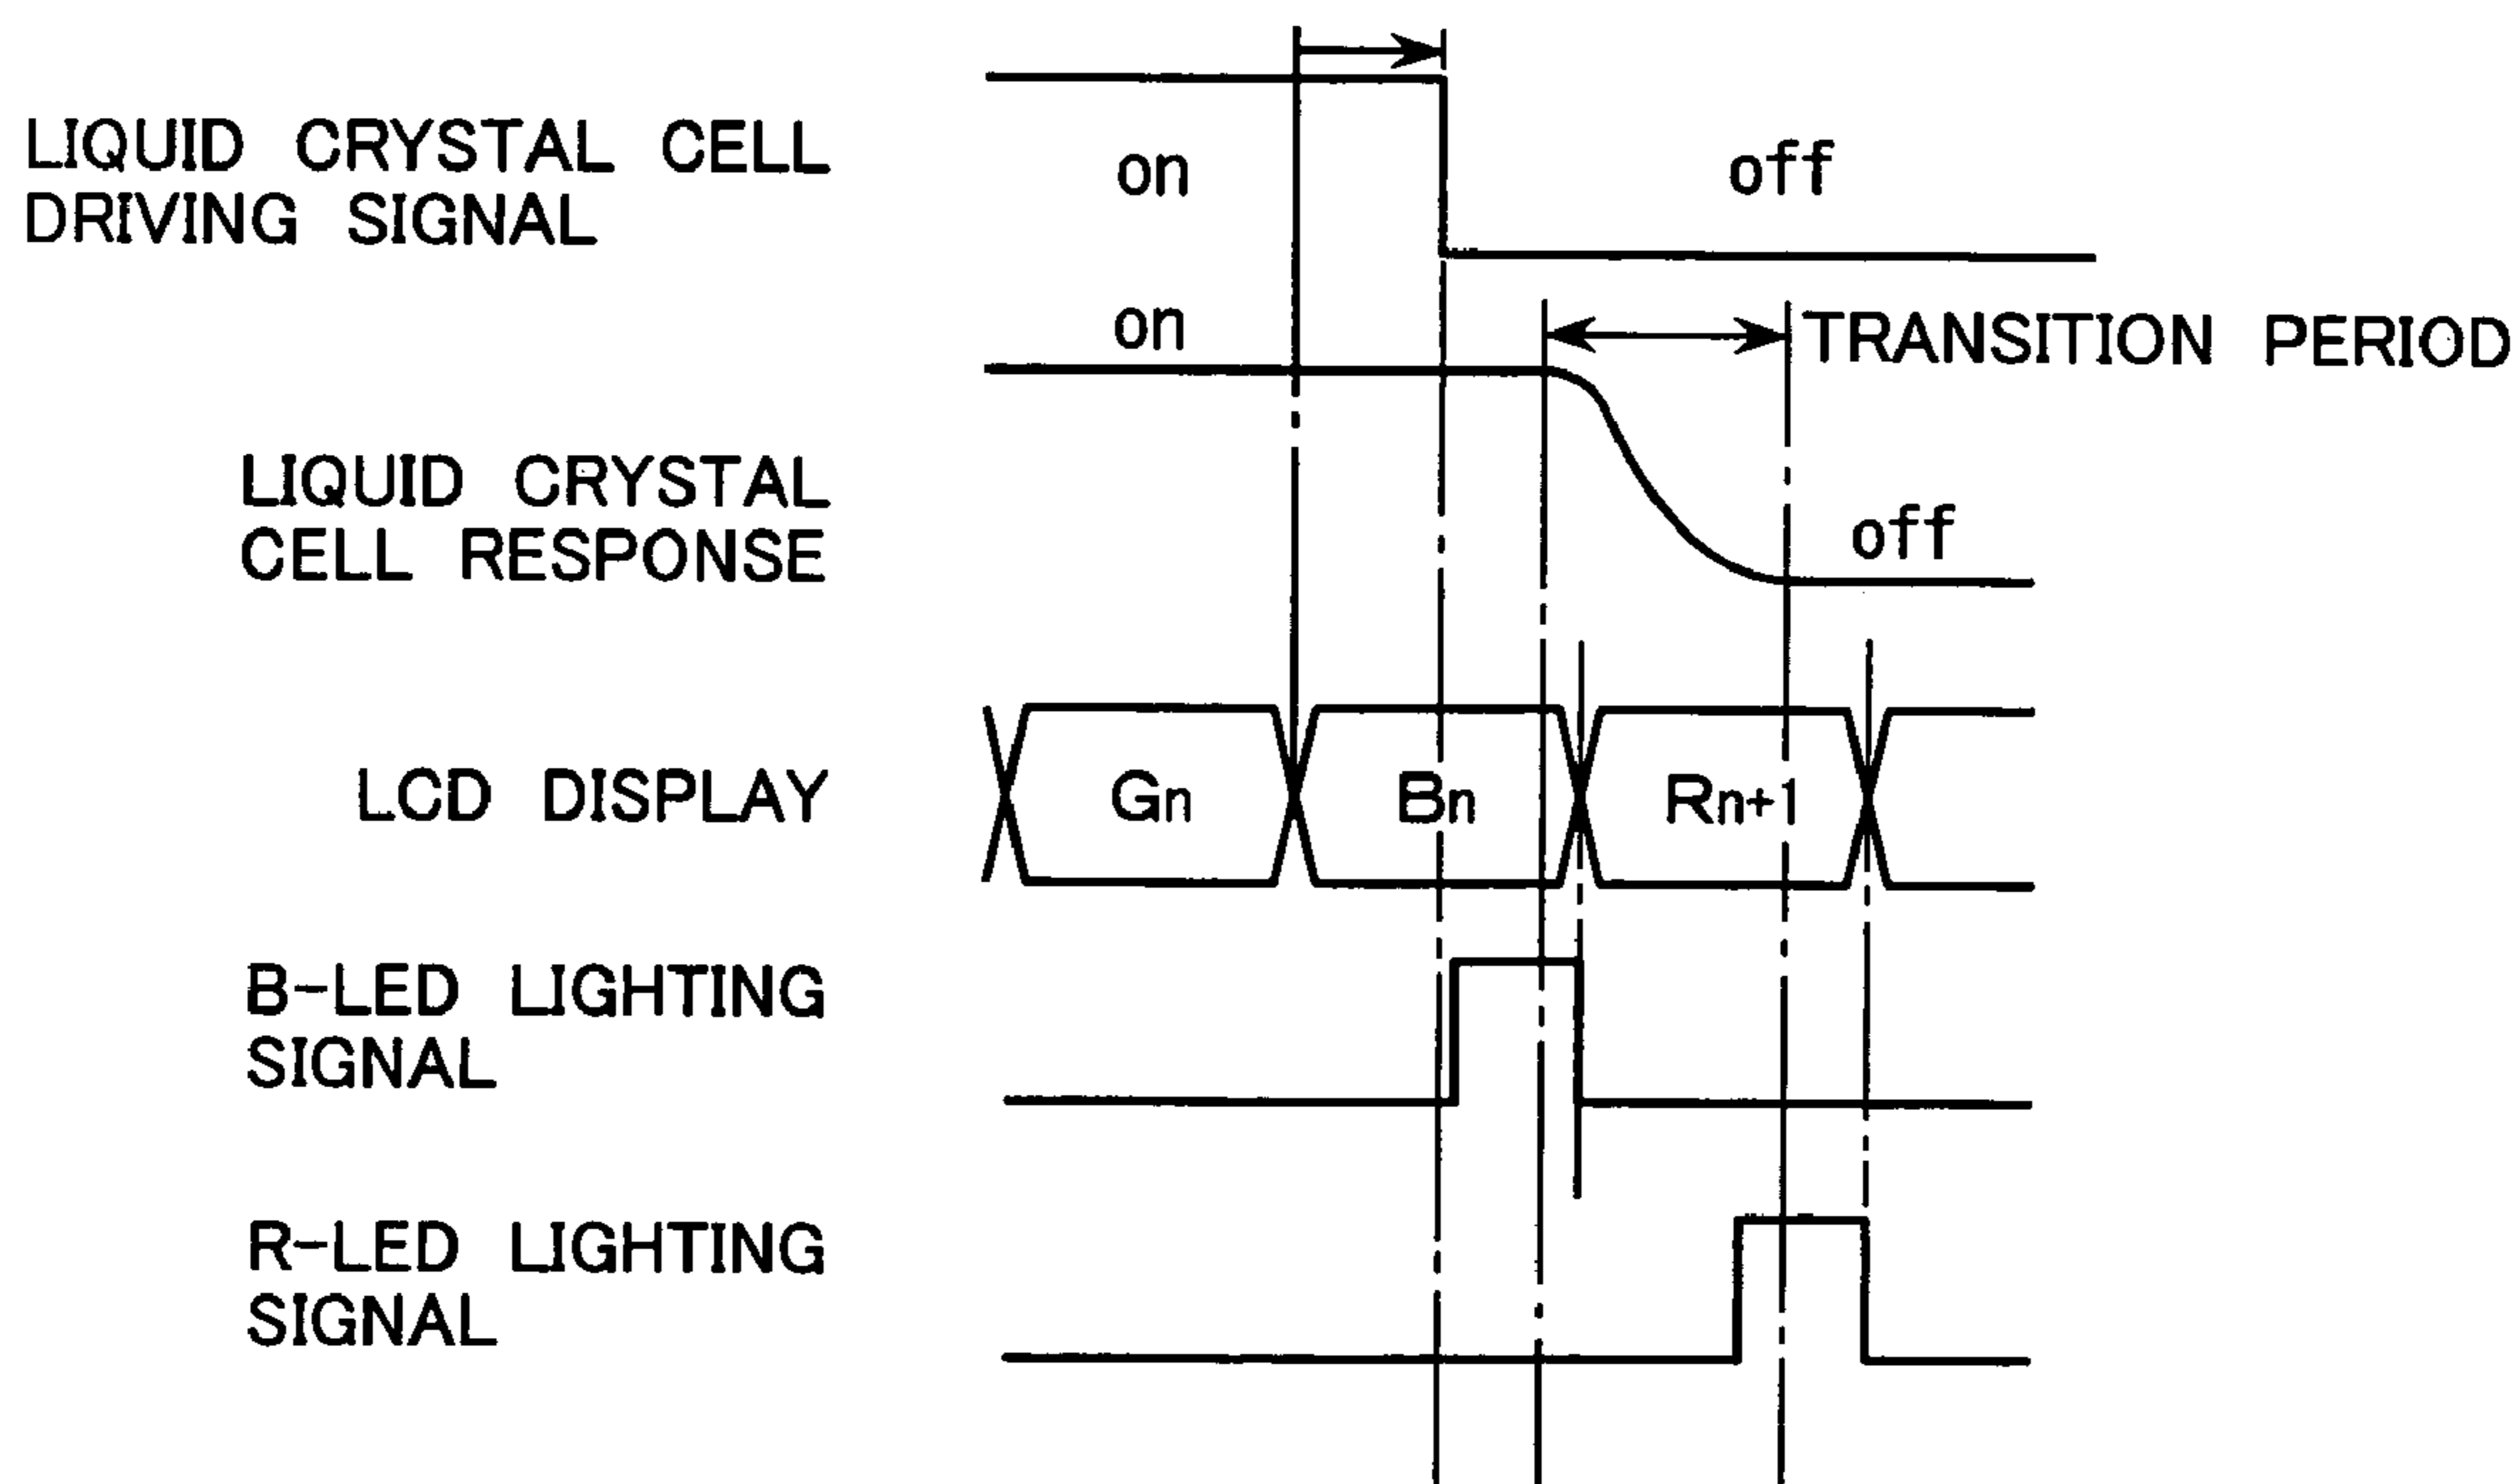 LIQUID CRYSTAL CELL
DRIVING SIGNAL
on
off
on
TRANSITION PERIOD
LIQUID CRYSTAL
CELL RESPONSE
off
LCD DISPLAY
Gn
Bn
Rn+1
B-LED LIGHTING
SIGNAL
R-LED LIGHTING
SIGNAL